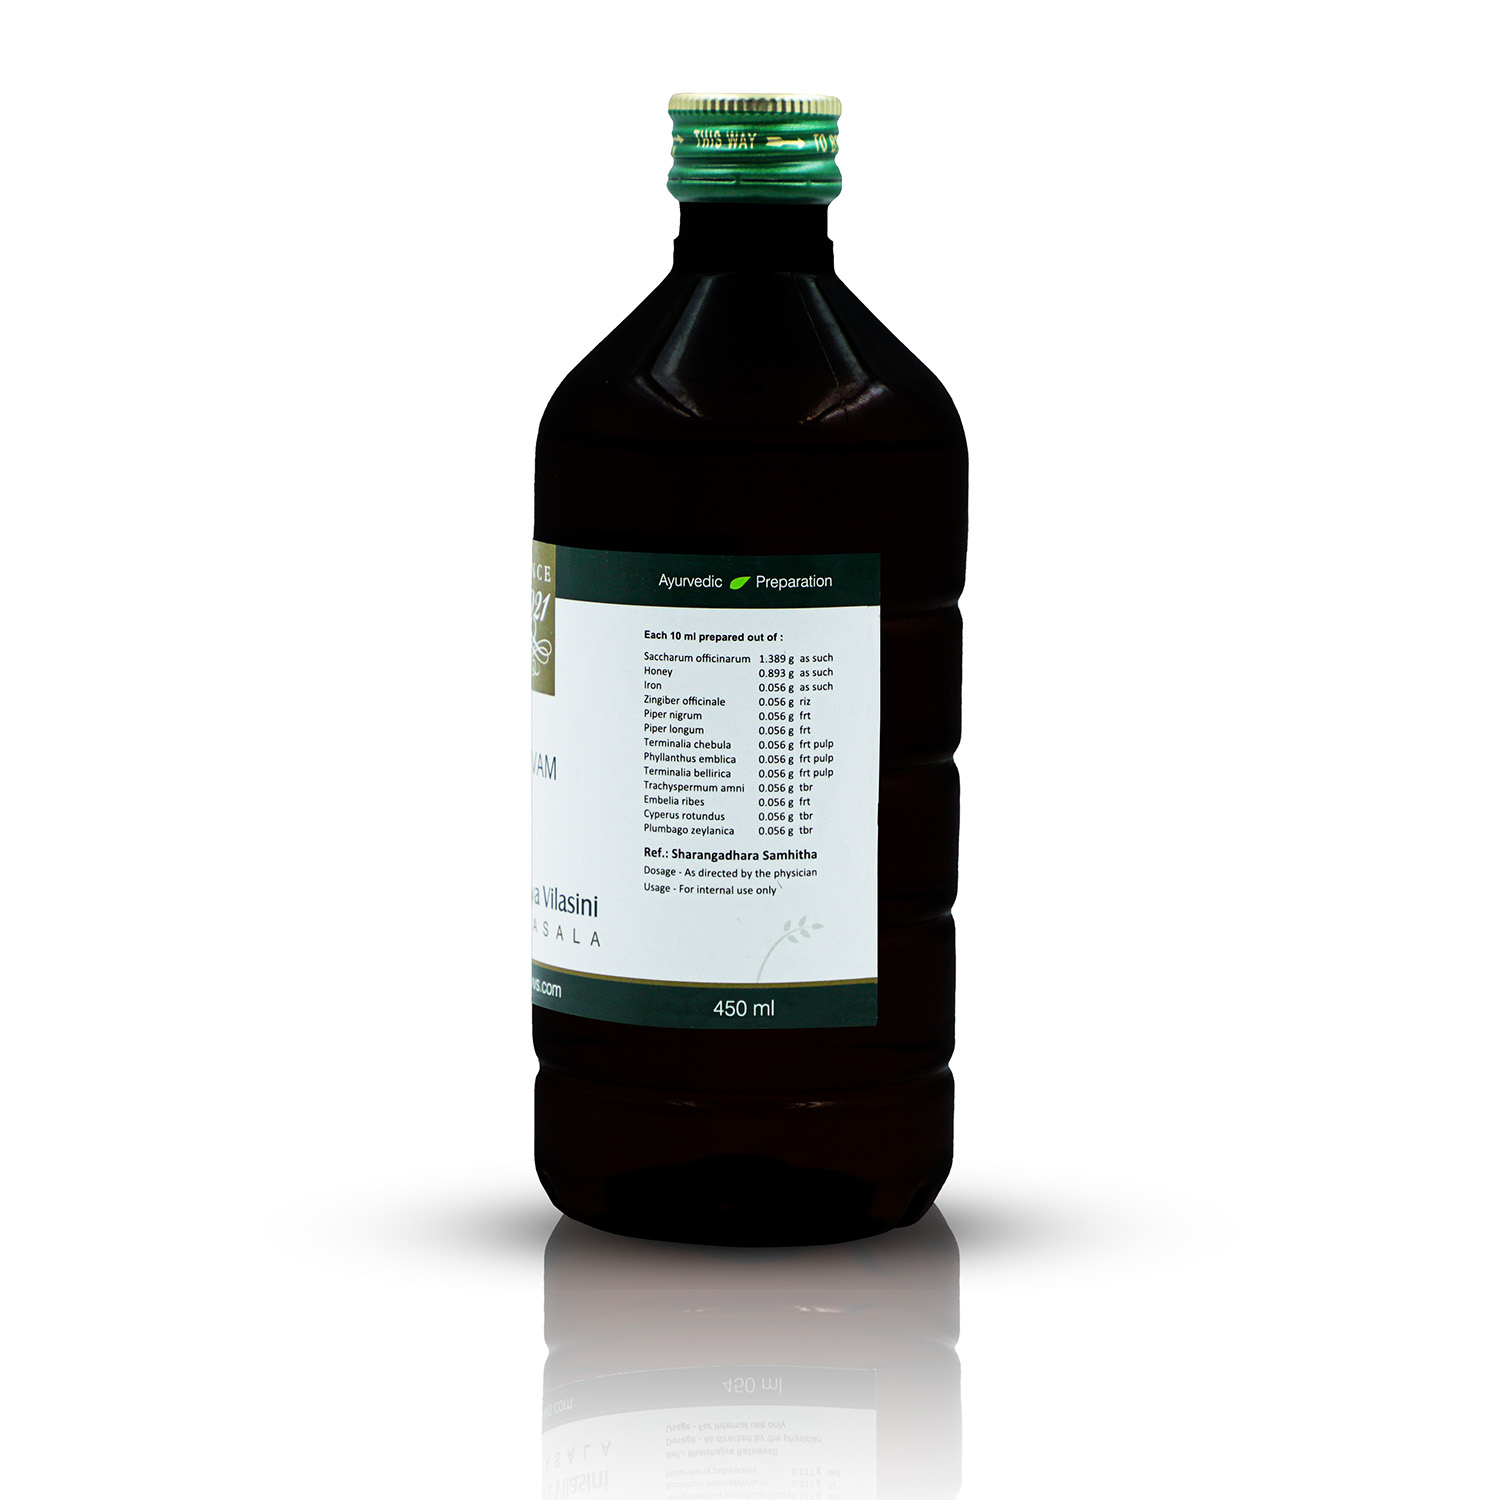 THIS WAY TO
021
VAM
Vilasini
ASALA
.com
Ayurvedic Preparation
Each 10 ml prepared out of :
Saccharum officinarum 1.389 g as such
Honey 0.893 g as such
Iron 0.056 g as such
Zingiber officinale 0.056 g riz
Piper nigrum 0.056 g frt
Piper longum 0.056 g frt
Terminalia chebula 0.056 g frt pulp
Phyllanthus emblica 0.056 g frt pulp
Terminalia bellirica 0.056 g frt pulp
Trachyspermum amni 0.056 g tbr
Embelia ribes 0.056 g frt
Cyperus rotundus 0.056 g tbr
Plumbago zeylanica 0.056 g tbr
Ref.: Sharangadhara Samhitha
Dosage - As directed by the physician
Usage - For internal use only
450 ml